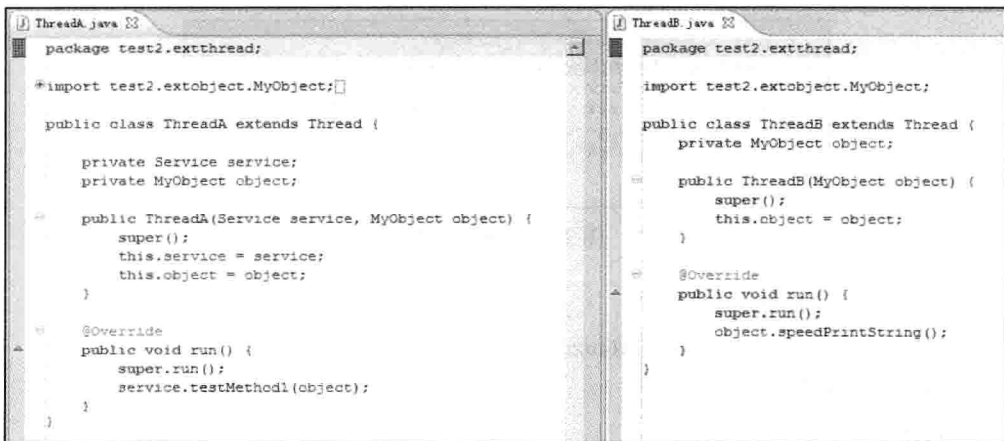 ThreadA.java
package test2.extthread;
import test2.extobject.MyObject;
public class ThreadA extends Thread {
private Service service;
private MyObject object;
public ThreadA(Service service, MyObject object) {
super();
this.service = service;
this.object = object;
}
@Override
public void run() {
super.run();
service.testMethod1(object);
}
}
ThreadB.java
package test2.extthread;
import test2.extobject.MyObject;
public class ThreadB extends Thread {
private MyObject object;
public ThreadB(MyObject object) {
super();
this.object = object;
}
@Override
public void run() {
super.run();
object.speedPrintString();
}
}